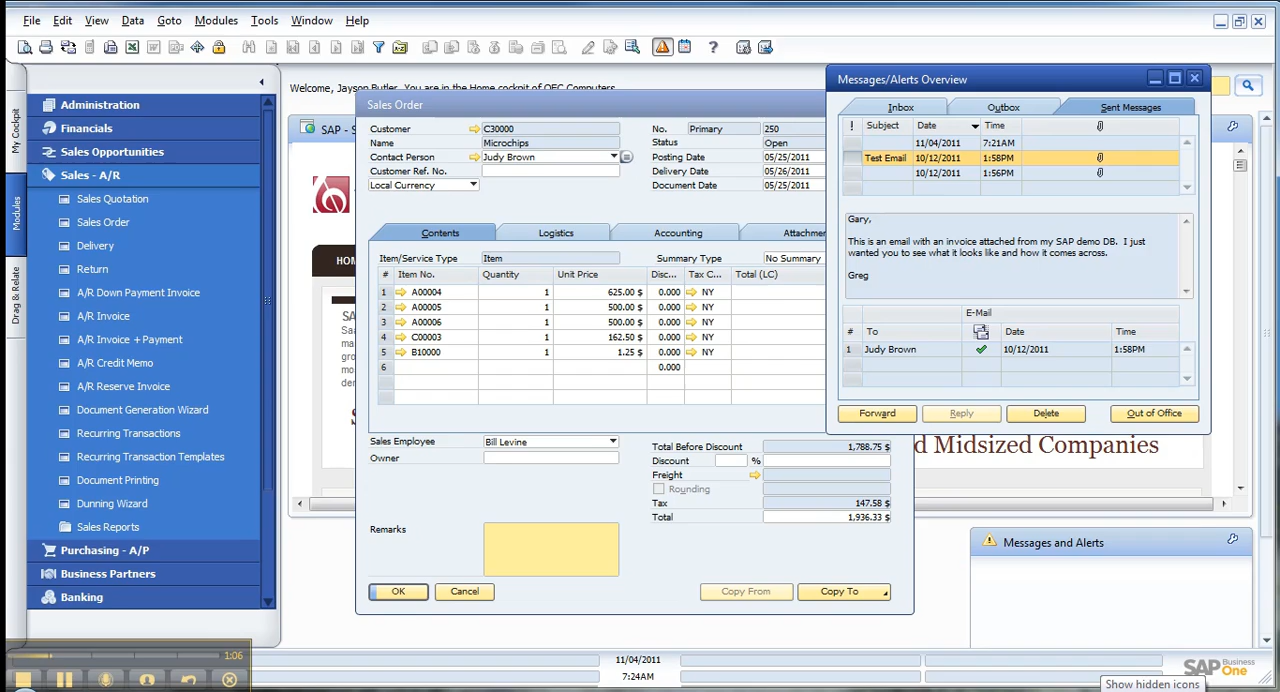 File Edit View Data Goto Modules Tools Window Help
Welcome, Jayson Butler. You are in the Home cockpit of OEC Computers
My Cockpit
Modules
Drag & Relate
Administration
Financials
Sales Opportunities
Sales - A/R
Sales Quotation
Sales Order
Delivery
Return
A/R Down Payment Invoice
A/R Invoice
A/R Invoice + Payment
A/R Credit Memo
A/R Reserve Invoice
Document Generation Wizard
Recurring Transactions
Recurring Transaction Templates
Document Printing
Dunning Wizard
Sales Reports
Purchasing - A/P
Business Partners
Banking
SAP - S
HOM
Sales Order
Customer C30000 No. Primary 250
Name Microchips Status Open
Contact Person Judy Brown Posting Date 05/25/2011
Customer Ref. No. Delivery Date 05/26/2011
Local Currency Document Date 05/25/2011
Contents Logistics Accounting Attachme
Item/Service Type Item Summary Type No Summary
# Item No. Quantity Unit Price Disc... Tax C... Total (LC)
1 A00004 1 625.00 $ 0.000 NY
2 A00005 1 500.00 $ 0.000 NY
3 A00006 1 500.00 $ 0.000 NY
4 C00003 1 162.50 $ 0.000 NY
5 B10000 1 1.25 $ 0.000 NY
6 0.000
Sales Employee Bill Levine Total Before Discount 1,788.75 $
Owner Discount %
Freight
Rounding
Tax 147.58 $
Total 1,936.33 $
Remarks
OK Cancel Copy From Copy To
Messages/Alerts Overview
Inbox Outbox Sent Messages
! Subject Date Time
11/04/2011 7:21AM
Test Email 10/12/2011 1:58PM
10/12/2011 1:56PM
Gary,
This is an email with an invoice attached from my SAP demo DB. I just
wanted you to see what it looks like and how it comes across.
Greg
E-Mail
# To Date Time
1 Judy Brown 10/12/2011 1:58PM
Forward Reply Delete Out of Office
d Midsized Companies
Messages and Alerts
1:06
11/04/2011
7:24AM
SAP Business One
Show hidden icons